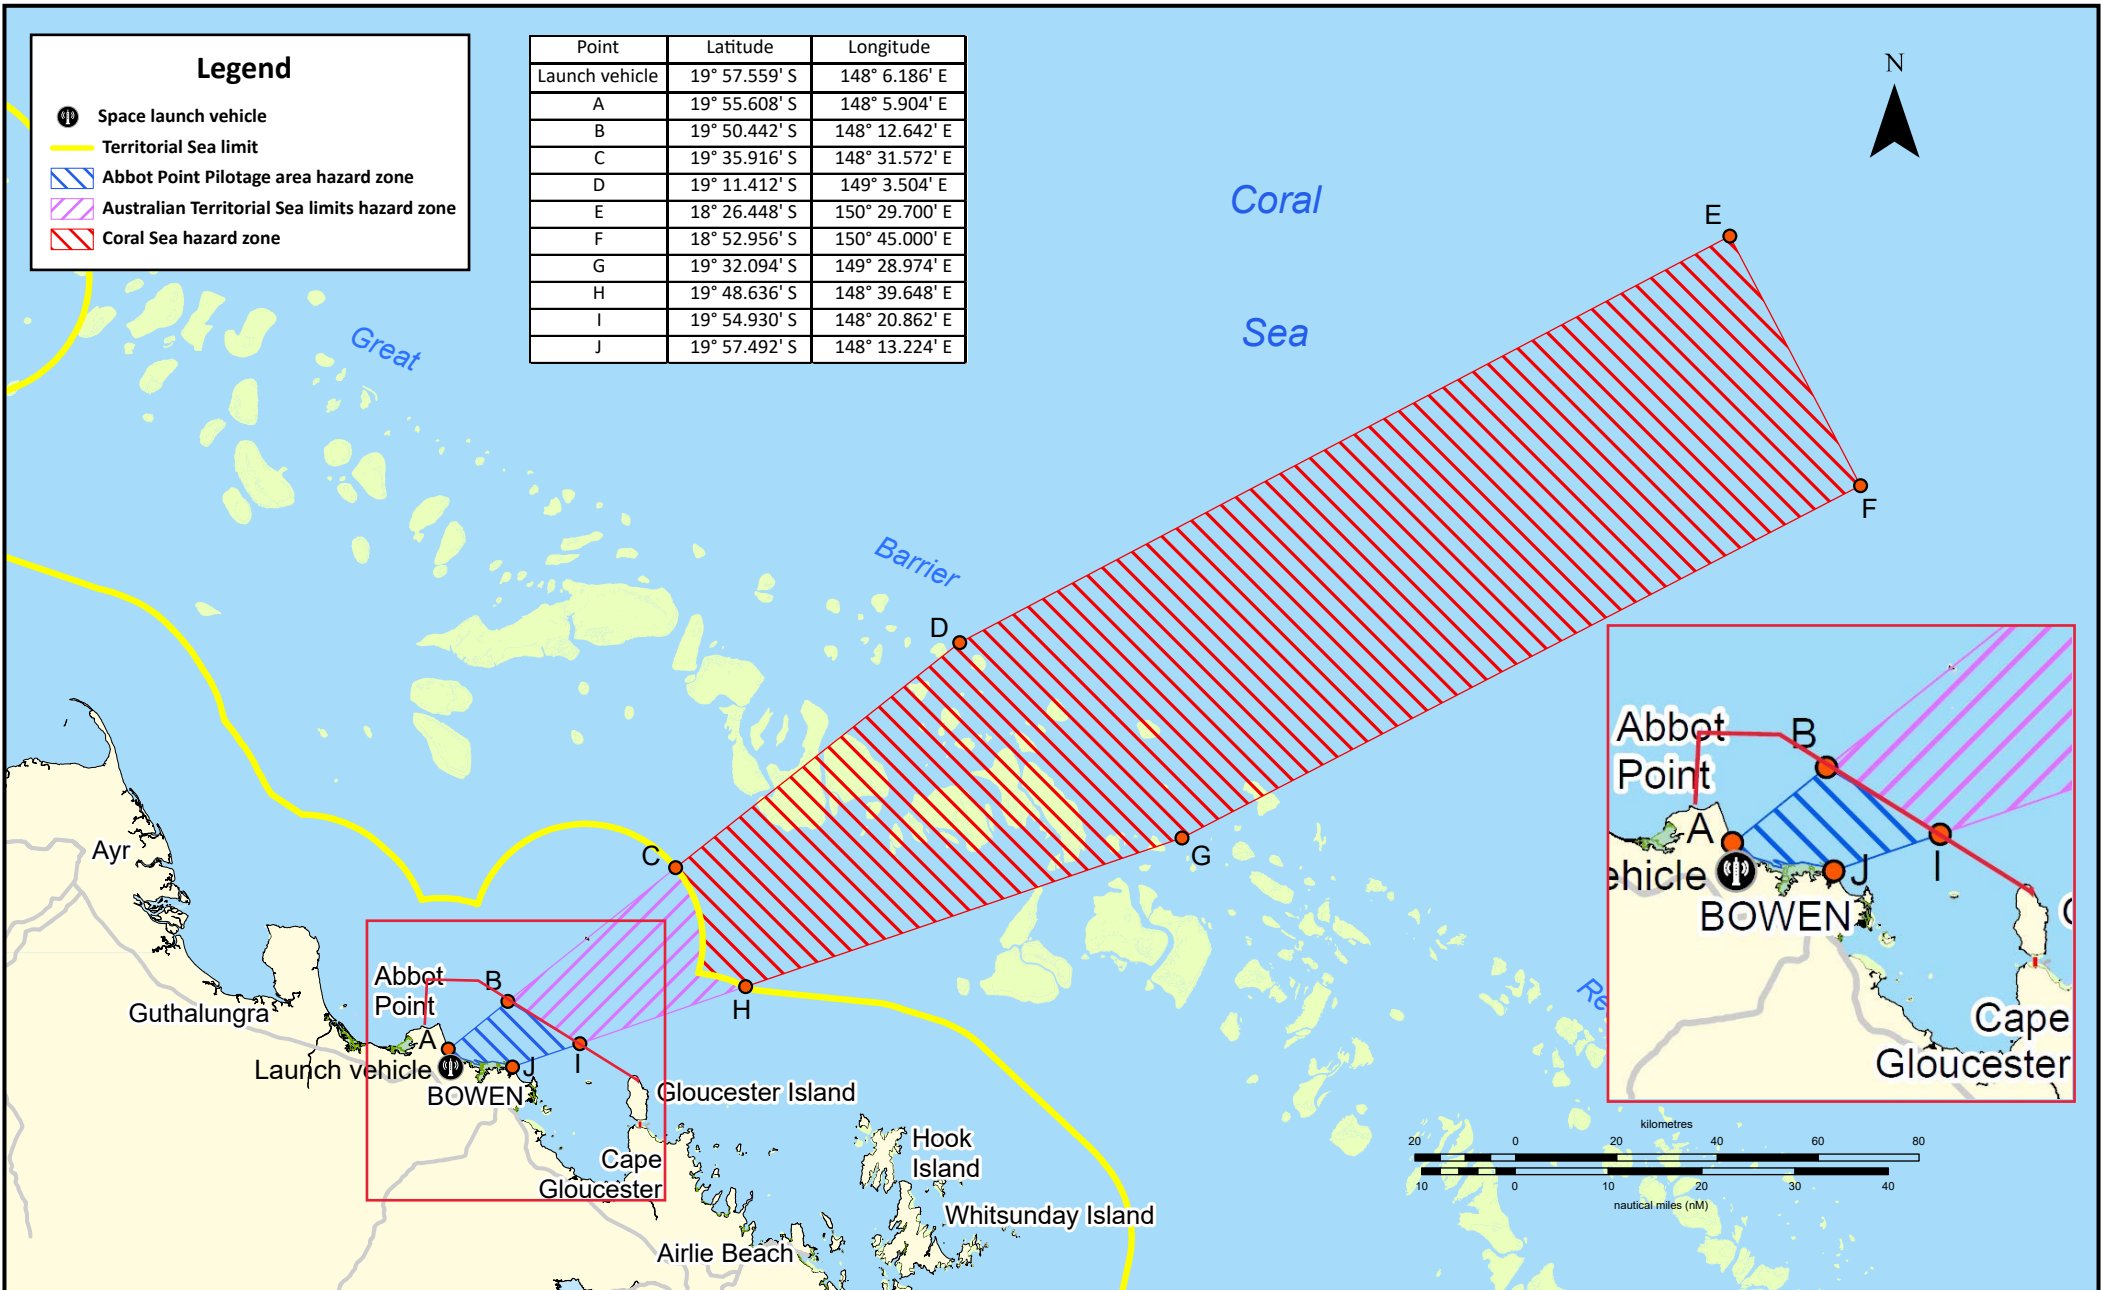 Legend
Space launch vehicle
Territorial Sea limit
Abbot Point Pilotage area hazard zone
Australian Territorial Sea limits hazard zone
Coral Sea hazard zone
Point Latitude Longitude
Launch vehicle 19° 57.559' S 148° 6.186' E
A 19° 55.608' S 148° 5.904' E
B 19° 50.442' S 148° 12.642' E
C 19° 35.916' S 148° 31.572' E
D 19° 11.412' S 149° 3.504' E
E 18° 26.448' S 150° 29.700' E
F 18° 52.956' S 150° 45.000' E
G 19° 32.094' S 149° 28.974' E
H 19° 48.636' S 148° 39.648' E
I 19° 54.930' S 148° 20.862' E
J 19° 57.492' S 148° 13.224' E
N
Coral
Sea
Great
Barrier
Re
E
F
D
G
C
H
B
A
I
J
Ayr
Guthalungra
Abbot
Point
Launch vehicle
BOWEN
Gloucester Island
Cape
Gloucester
Hook
Island
Whitsunday Island
Airlie Beach
Abbot
Point
B
A
ehicle
J
I
BOWEN
Cape
Gloucester
kilometres
20 0 20 40 60 80
10 0 10 20 30 40
nautical miles (nM)